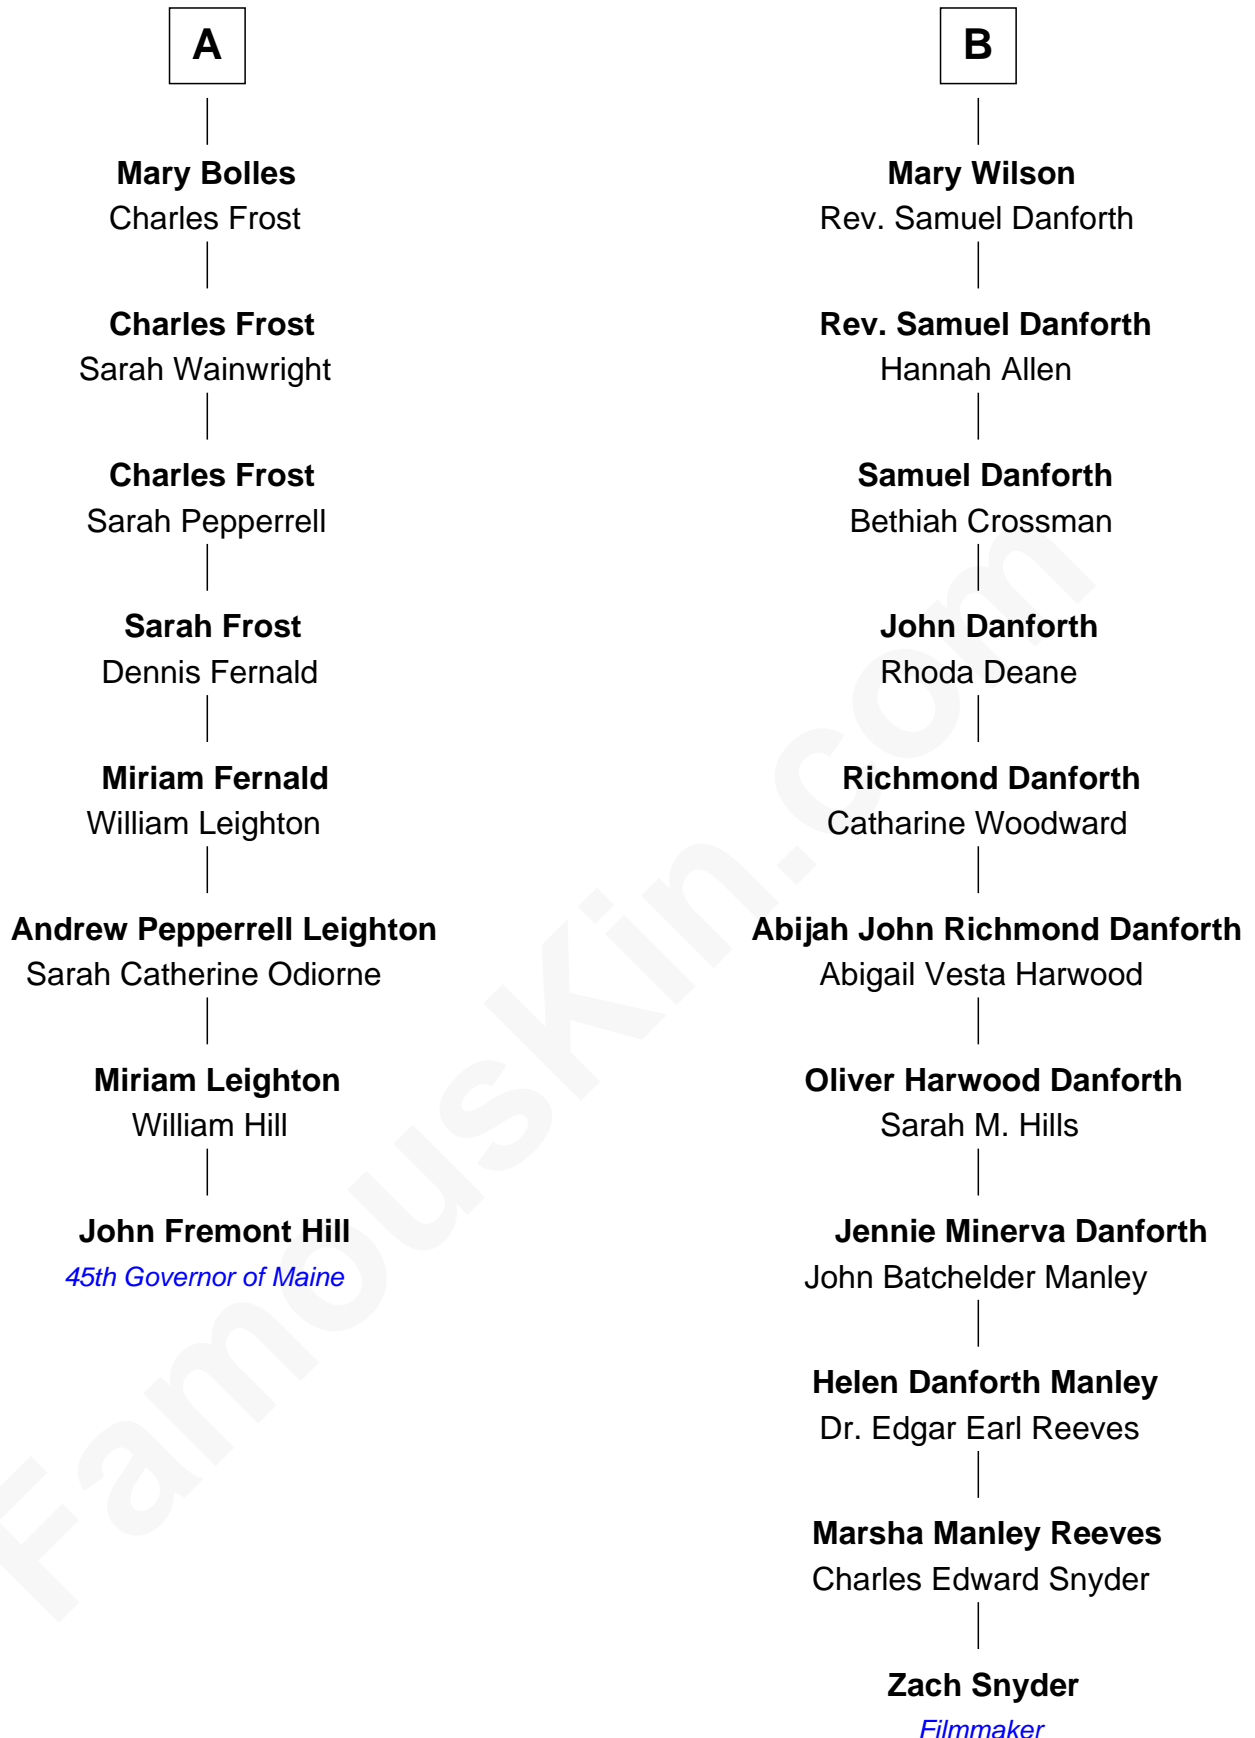 A
Mary Bolles
Charles Frost
Charles Frost
Sarah Wainwright
Charles Frost
Sarah Pepperrell
Sarah Frost
Dennis Fernald
Miriam Fernald
William Leighton
Andrew Pepperrell Leighton
Sarah Catherine Odiorne
Miriam Leighton
William Hill
John Fremont Hill
45th Governor of Maine
B
Mary Wilson
Rev. Samuel Danforth
Rev. Samuel Danforth
Hannah Allen
Samuel Danforth
Bethiah Crossman
John Danforth
Rhoda Deane
Richmond Danforth
Catharine Woodward
Abijah John Richmond Danforth
Abigail Vesta Harwood
Oliver Harwood Danforth
Sarah M. Hills
Jennie Minerva Danforth
John Batchelder Manley
Helen Danforth Manley
Dr. Edgar Earl Reeves
Marsha Manley Reeves
Charles Edward Snyder
Zach Snyder
Filmmaker
FamousKin.com